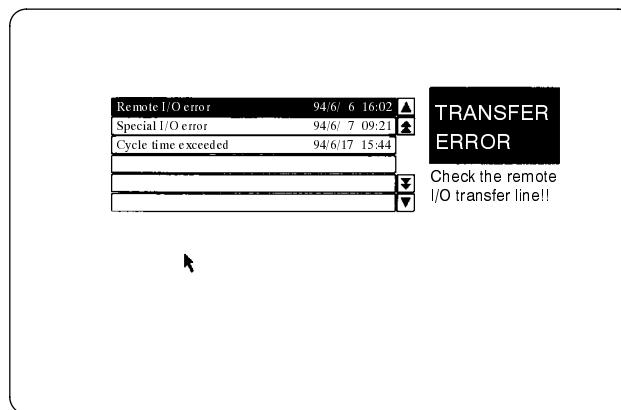 Remote I/O error 94/6/ 6 16:02
Special I/O error 94/6/ 7 09:21
Cycle time exceeded 94/6/17 15:44
TRANSFER
ERROR
Check the remote
I/O transfer line!!